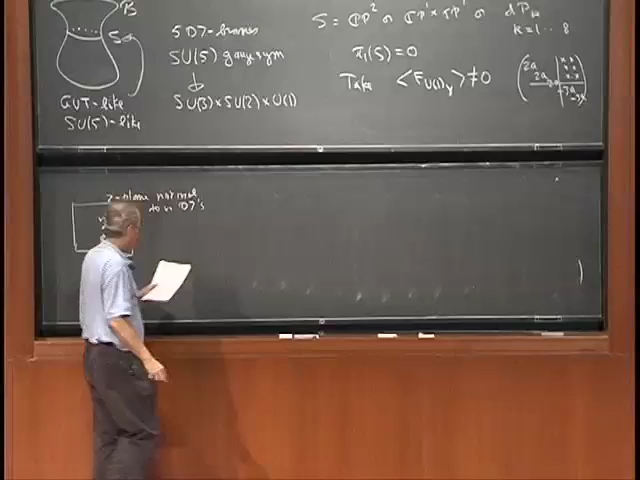 B
S
5 D7-branes
SU(5) gauge sym
↓
SU(3)×SU(2)×U(1)
GUT-like
SU(5)-like
S = CP² or CP¹×CP¹ or dPₖ
k=1...8
π₁(S)=0
Take <F_U(1)_Y> ≠ 0
2a
2a
-3a
-3a
z-plane normal
to n D7's